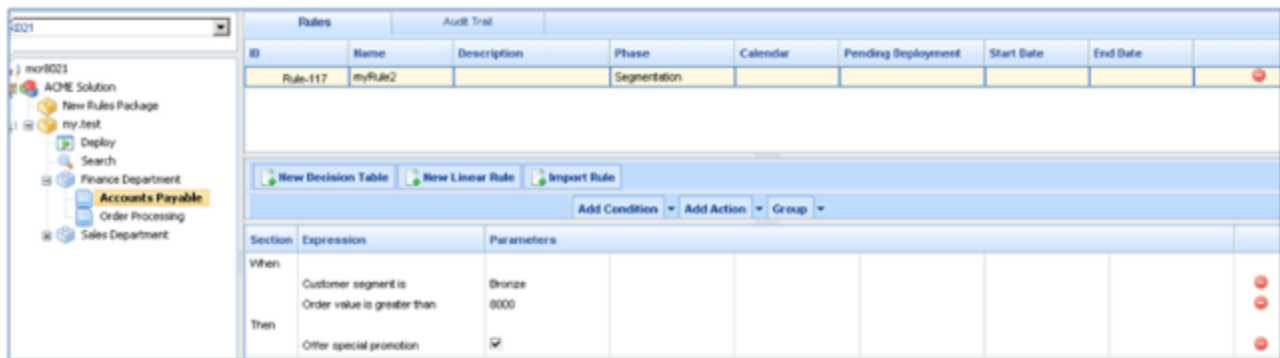 Rules Audit Trail
ID Name Description Phase Calendar Pending Deployment Start Date End Date
Rule-117 myRule2 Segmentation
ACME Solution
New Rules Package
my.test
Deploy
Search
Finance Department
Accounts Payable
Order Processing
Sales Department
New Decision Table New Linear Rule Import Rule
Add Condition Add Action Group
Section Expression Parameters
When
Customer segment is Bronze
Order value is greater than 8000
Then
Offer special promotion